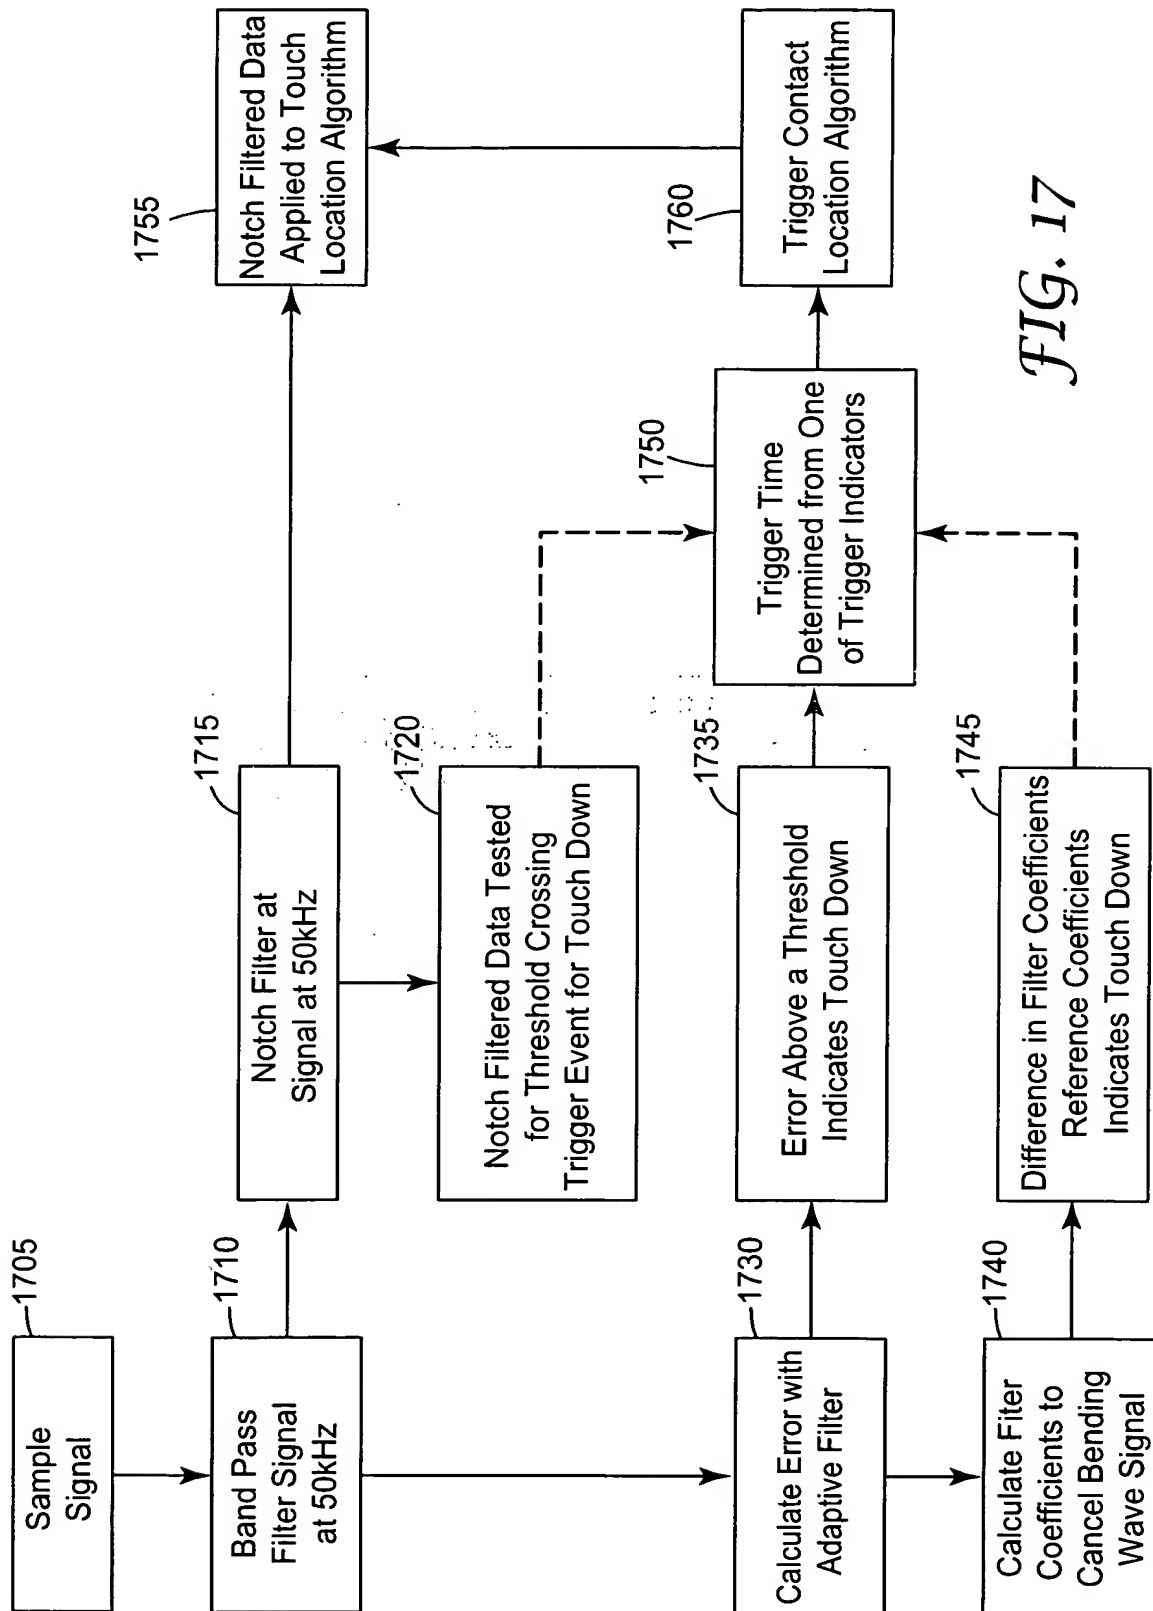 1705
Sample
Signal
1710
Band Pass
Filter Signal
at 50kHz
1715
Notch Filter at
Signal at 50kHz
1720
Notch Filtered Data Tested
for Threshold Crossing
Trigger Event for Touch Down
1755
Notch Filtered Data
Applied to Touch
Location Algorithm
1730
Calculate Error with
Adaptive Filter
1735
Error Above a Threshold
Indicates Touch Down
1750
Trigger Time
Determined from One
of Trigger Indicators
1760
Trigger Contact
Location Algorithm
1740
Calculate Fiter
Coefficients to
Cancel Bending
Wave Signal
1745
Difference in Filter Coefficients
Reference Coefficients
Indicates Touch Down
FIG. 17